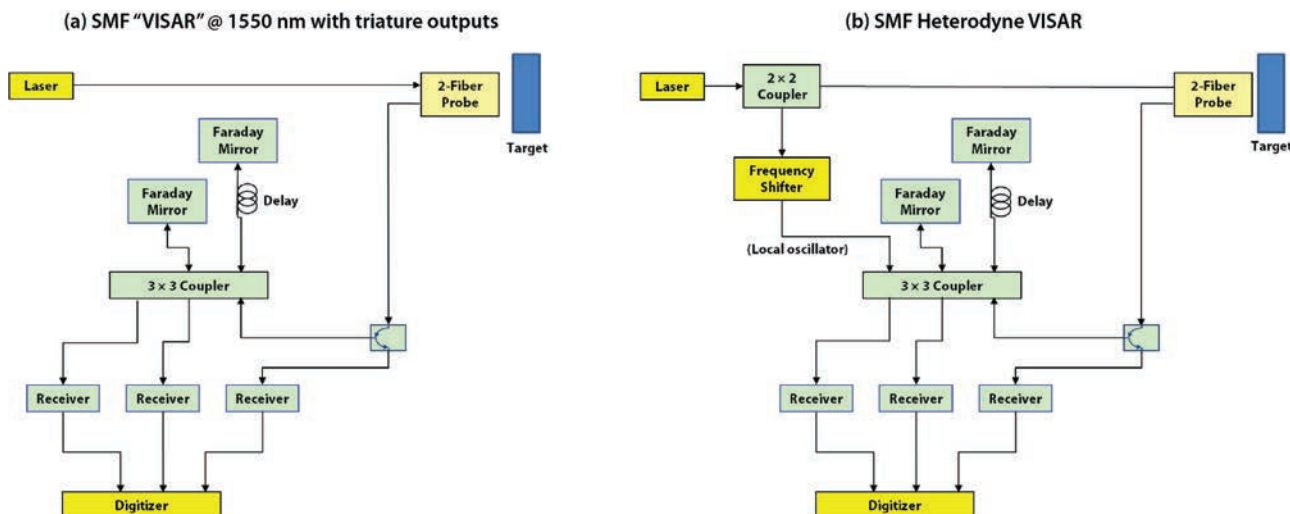 (a) SMF “VISAR” @ 1550 nm with triature outputs
Laser
2-Fiber
Probe
Target
Faraday
Mirror
Faraday
Mirror
Delay
3 × 3 Coupler
Receiver
Receiver
Receiver
Digitizer
(b) SMF Heterodyne VISAR
Laser
2 × 2
Coupler
2-Fiber
Probe
Target
Frequency
Shifter
Faraday
Mirror
Faraday
Mirror
Delay
(Local oscillator)
3 × 3 Coupler
Receiver
Receiver
Receiver
Digitizer